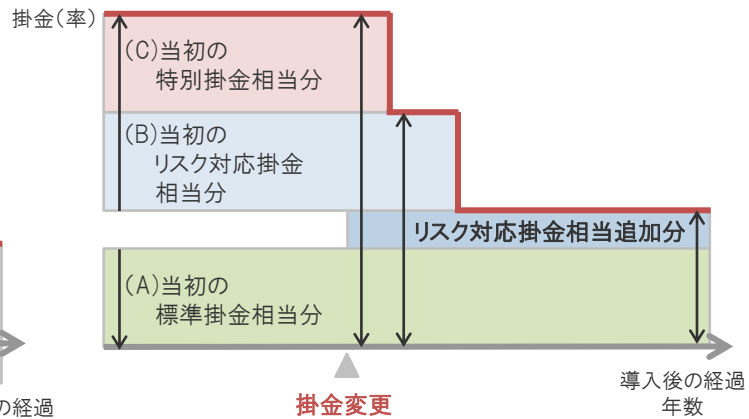 掛金(率)
(C)当初の
特別掛金相当分
(B)当初の
リスク対応掛金
相当分
リスク対応掛金相当追加分
(A)当初の
標準掛金相当分
の経過
掛金変更
導入後の経過
年数